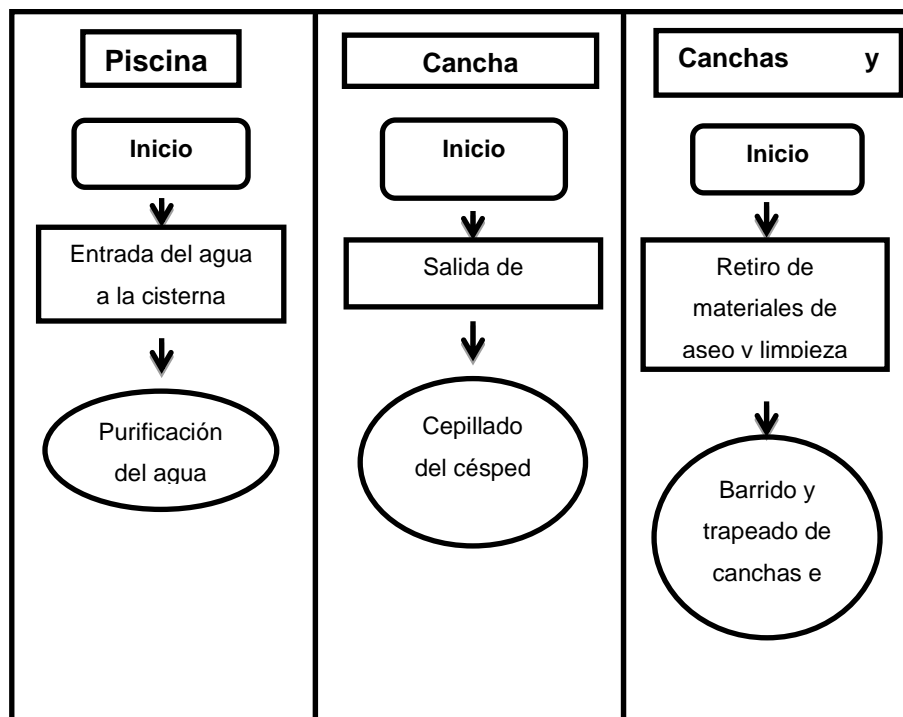 Piscina
Inicio
Entrada del agua
a la cisterna
Purificación
del agua
Cancha
Inicio
Salida de
Cepillado
del césped
Canchas y
Inicio
Retiro de
materiales de
aseo y limpieza
Barrido y
trapeado de
canchas e